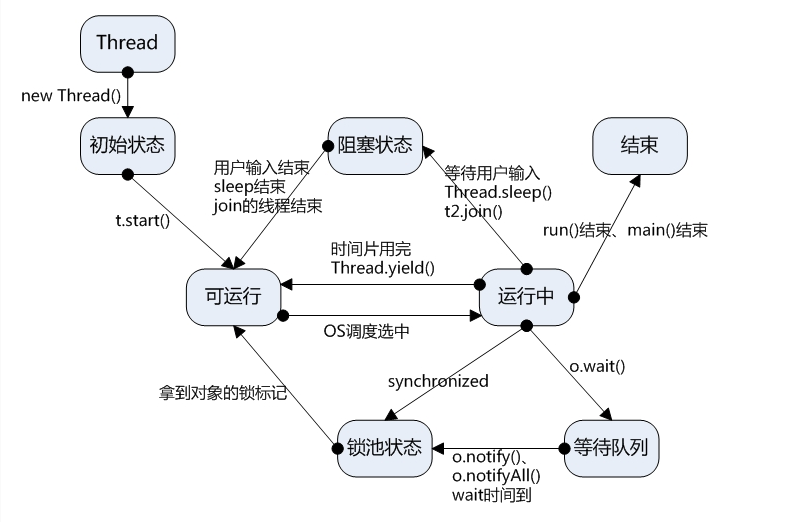 Thread
new Thread()
初始状态
阻塞状态
结束
用户输入结束
sleep结束
join的线程结束
等待用户输入
Thread.sleep()
t2.join()
t.start()
run()结束、main()结束
时间片用完
Thread.yield()
可运行
运行中
OS调度选中
o.wait()
synchronized
拿到对象的锁标记
锁池状态
等待队列
o.notify()、
o.notifyAll()
wait时间到